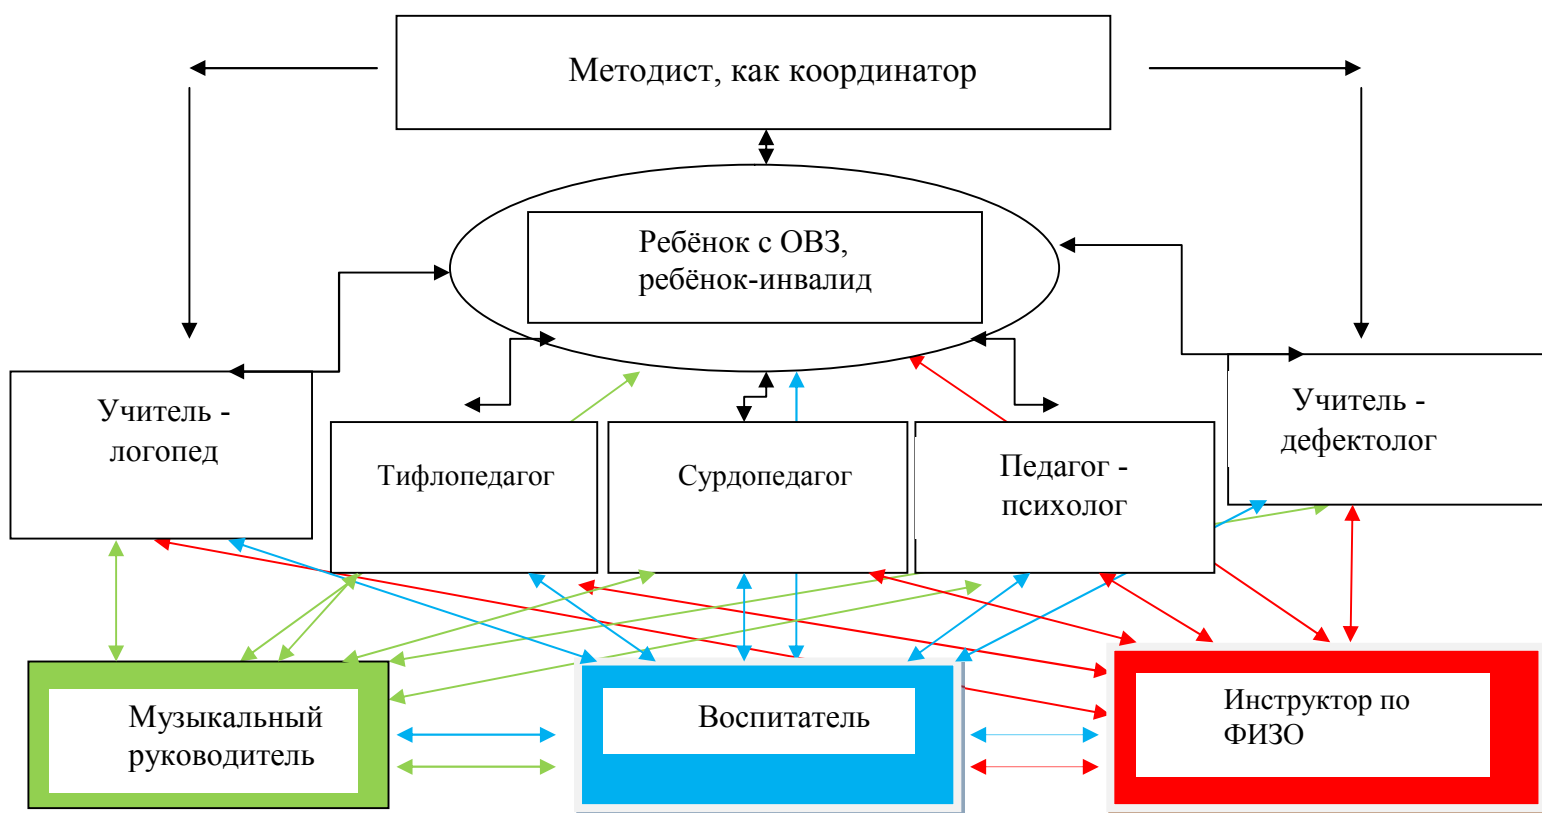 Методист, как координатор
Ребёнок с ОВЗ,
ребёнок-инвалид
Учитель -
логопед
Тифлопедагог
Сурдопедагог
Педагог -
психолог
Учитель -
дефектолог
Музыкальный
руководитель
Воспитатель
Инструктор по
ФИЗО